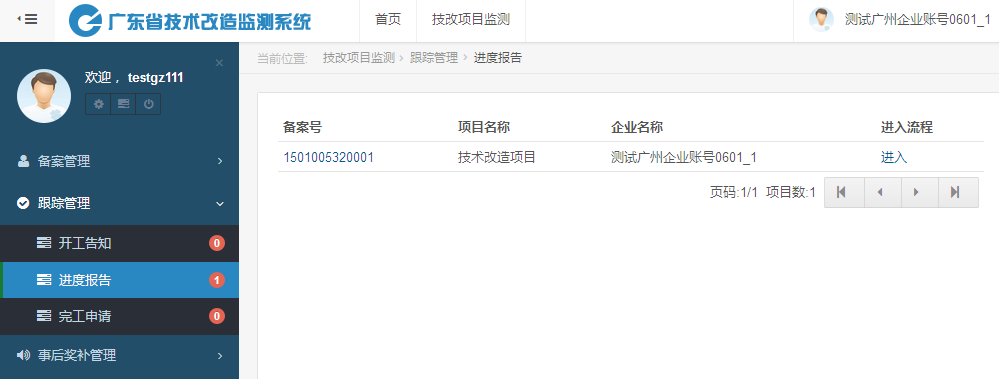 广东省技术改造监测系统 首页 技改项目监测 测试广州企业账号0601_1
欢迎， testgz111
备案管理
跟踪管理
开工告知 0
进度报告 1
完工申请 0
事后奖补管理
当前位置: 技改项目监测 › 跟踪管理 › 进度报告
备案号 项目名称 企业名称 进入流程
1501005320001 技术改造项目 测试广州企业账号0601_1 进入
页码:1/1 项目数:1